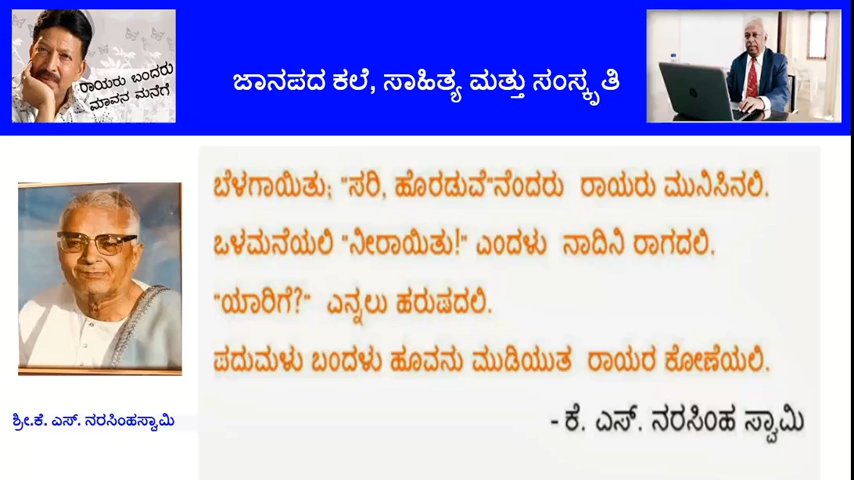 ರಾಯರು ಬಂದರು
ಮಾವನ ಮನೆಗೆ
ಜಾನಪದ ಕಲೆ, ಸಾಹಿತ್ಯ ಮತ್ತು ಸಂಸ್ಕೃತಿ
ಬೆಳಗಾಯಿತು; "ಸರಿ, ಹೊರಡುವೆ"ನೆಂದರು ರಾಯರು ಮುನಿಸಿನಲಿ.
ಒಳಮನೆಯಲಿ "ನೀರಾಯಿತು!" ಎಂದಳು ನಾದಿನಿ ರಾಗದಲಿ.
"ಯಾರಿಗೆ?" ಎನ್ನಲು ಹರುಷದಲಿ.
ಪದುಮಳು ಬಂದಳು ಹೂವನು ಮುಡಿಯುತ ರಾಯರ ಕೋಣೆಯಲಿ.
- ಕೆ. ಎಸ್. ನರಸಿಂಹ ಸ್ವಾಮಿ
ಶ್ರೀ.ಕೆ. ಎಸ್. ನರಸಿಂಹಸ್ವಾಮಿ